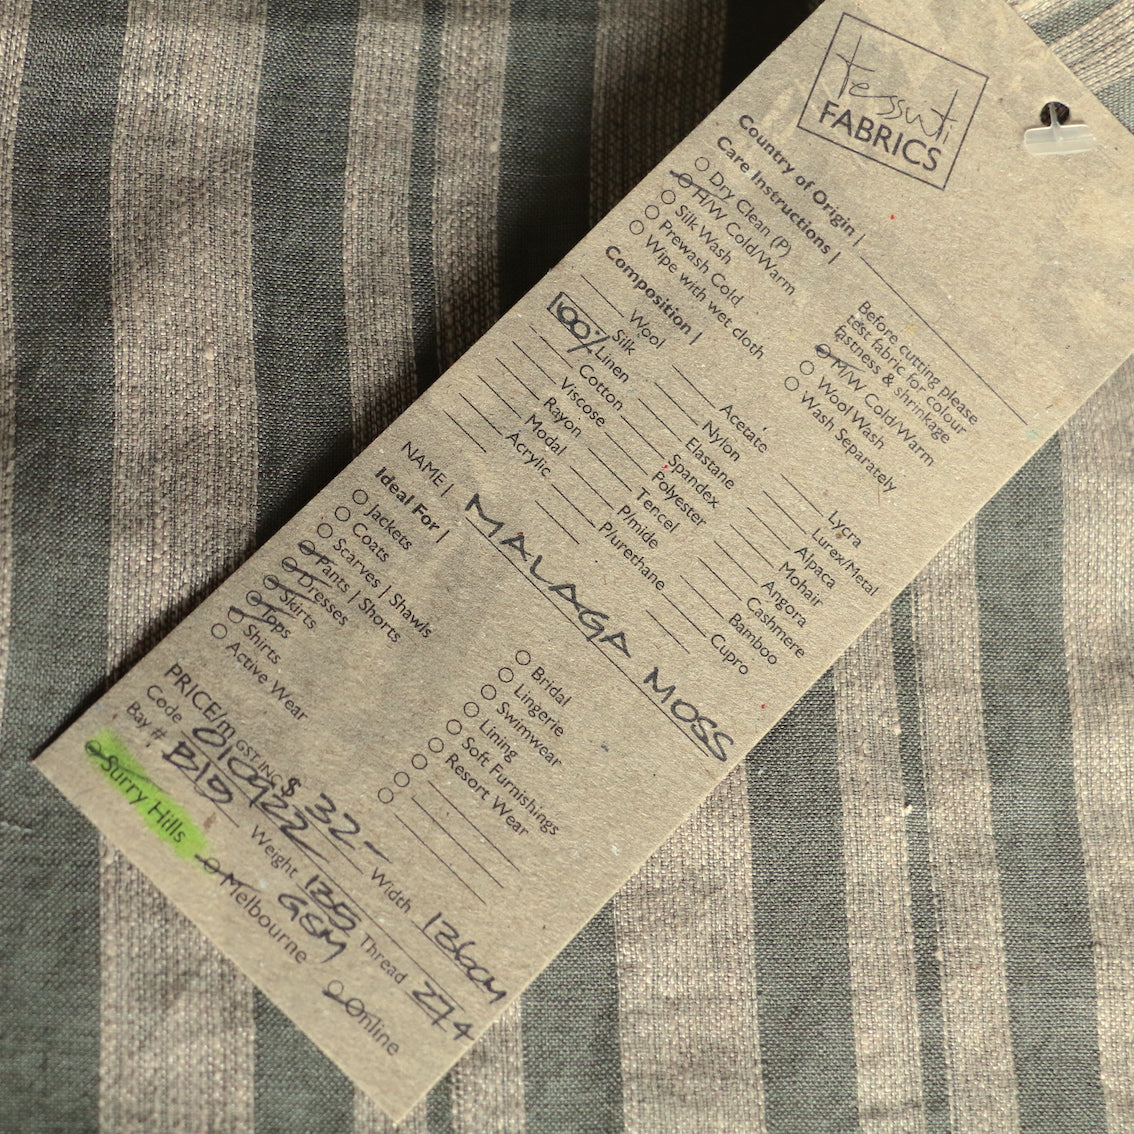 tessuti
FABRICS
Country of Origin |
Care Instructions |
Dry Clean (P)
H/W Cold/Warm
Silk Wash
Prewash Cold
Wipe with wet cloth
Before cutting please
test fabric for colour
fastness & shrinkage
M/W Cold/Warm
Wool Wash
Wash Separately
Composition |
Wool
Silk
100% Linen
Cotton
Viscose
Rayon
Modal
Acrylic
Acetate
Nylon
Elastane
Spandex
Polyester
Tencel
P/mide
P/urethane
Lycra
Lurex/Metal
Alpaca
Mohair
Angora
Cashmere
Bamboo
Cupro
NAME | MALAGA MOSS
Ideal For |
Jackets
Coats
Scarves | Shawls
Pants | Shorts
Dresses
Skirts
Tops
Shirts
Active Wear
Bridal
Lingerie
Swimwear
Lining
Soft Furnishings
Resort Wear
PRICE/m GST INC $ 32- Width 136CM
Code 010922 Weight 135 GSM Thread 274
Bay #
Surry Hills Melbourne Online